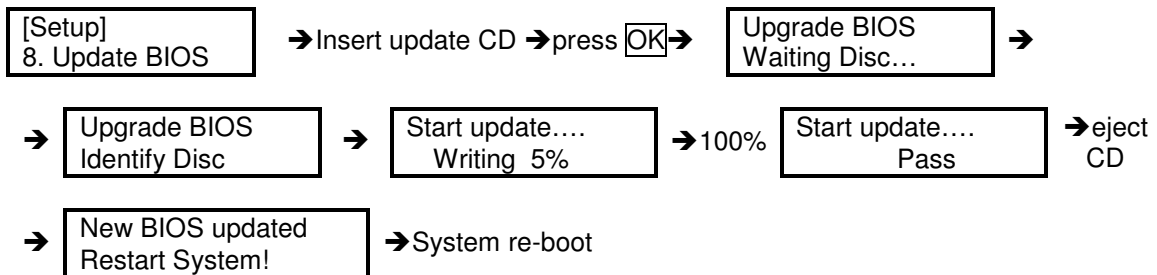 [Setup]
8. Update BIOS
➔Insert update CD ➔press OK➔
Upgrade BIOS
Waiting Disc…
➔
➔
Upgrade BIOS
Identify Disc
➔
Start update….
Writing 5%
➔100%
Start update….
Pass
➔eject
CD
➔
New BIOS updated
Restart System!
➔System re-boot